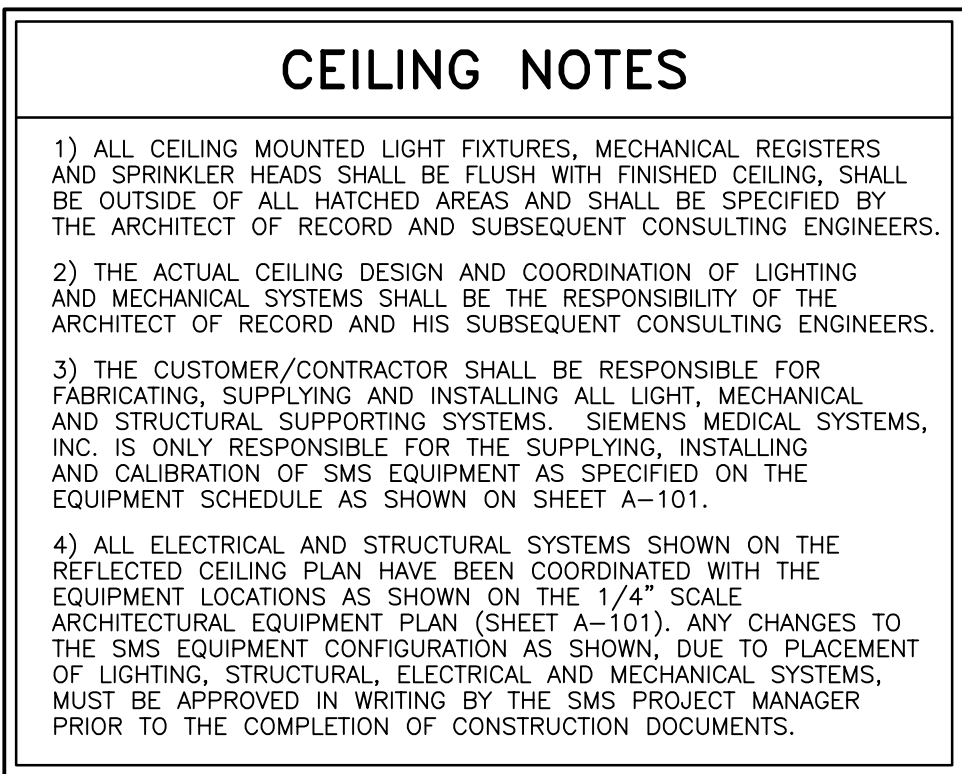 CEILING NOTES
1) ALL CEILING MOUNTED LIGHT FIXTURES, MECHANICAL REGISTERS
AND SPRINKLER HEADS SHALL BE FLUSH WITH FINISHED CEILING, SHALL
BE OUTSIDE OF ALL HATCHED AREAS AND SHALL BE SPECIFIED BY
THE ARCHITECT OF RECORD AND SUBSEQUENT CONSULTING ENGINEERS.
2) THE ACTUAL CEILING DESIGN AND COORDINATION OF LIGHTING
AND MECHANICAL SYSTEMS SHALL BE THE RESPONSIBILITY OF THE
ARCHITECT OF RECORD AND HIS SUBSEQUENT CONSULTING ENGINEERS.
3) THE CUSTOMER/CONTRACTOR SHALL BE RESPONSIBLE FOR
FABRICATING, SUPPLYING AND INSTALLING ALL LIGHT, MECHANICAL
AND STRUCTURAL SUPPORTING SYSTEMS. SIEMENS MEDICAL SYSTEMS,
INC. IS ONLY RESPONSIBLE FOR THE SUPPLYING, INSTALLING
AND CALIBRATION OF SMS EQUIPMENT AS SPECIFIED ON THE
EQUIPMENT SCHEDULE AS SHOWN ON SHEET A-101.
4) ALL ELECTRICAL AND STRUCTURAL SYSTEMS SHOWN ON THE
REFLECTED CEILING PLAN HAVE BEEN COORDINATED WITH THE
EQUIPMENT LOCATIONS AS SHOWN ON THE 1/4" SCALE
ARCHITECTURAL EQUIPMENT PLAN (SHEET A-101). ANY CHANGES TO
THE SMS EQUIPMENT CONFIGURATION AS SHOWN, DUE TO PLACEMENT
OF LIGHTING, STRUCTURAL, ELECTRICAL AND MECHANICAL SYSTEMS,
MUST BE APPROVED IN WRITING BY THE SMS PROJECT MANAGER
PRIOR TO THE COMPLETION OF CONSTRUCTION DOCUMENTS.